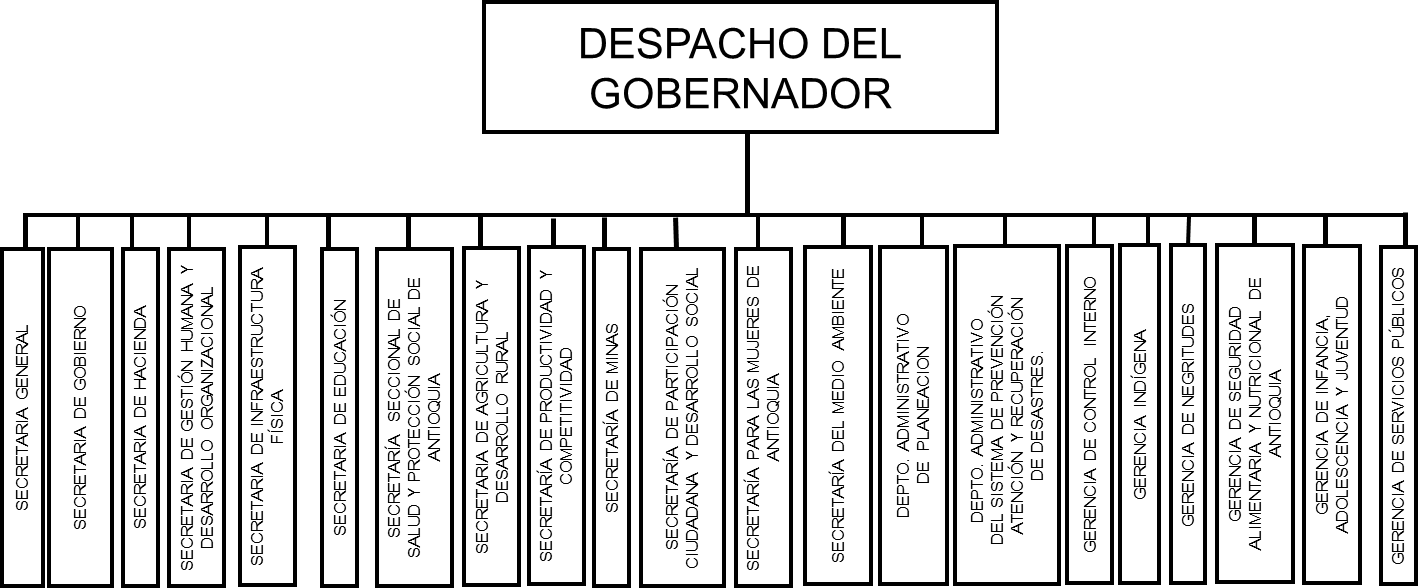 DESPACHO DEL
GOBERNADOR
SECRETARIA GENERAL
SECRETARIA DE GOBIERNO
SECRETARIA DE HACIENDA
SECRETARIA DE GESTIÓN HUMANA Y
DESARROLLO ORGANIZACIONAL
SECRETARIA DE INFRAESTRUCTURA
FÍSICA
SECRETARIA DE EDUCACIÓN
SECRETARÍA SECCIONAL DE
SALUD Y PROTECCIÓN SOCIAL DE
ANTIOQUIA
SECRETARIA DE AGRICULTURA Y
DESARROLLO RURAL
SECRETARÍA DE PRODUCTIVIDAD Y
COMPETITIVIDAD
SECRETARÍA DE MINAS
SECRETARÍA DE PARTICIPACIÓN
CIUDADANA Y DESARROLLO SOCIAL
SECRETARÍA PARA LAS MUJERES DE
ANTIOQUIA
SECRETARÍA DEL MEDIO AMBIENTE
DEPTO. ADMINISTRATIVO
DE PLANEACION
DEPTO. ADMINISTRATIVO
DEL SISTEMA DE PREVENCIÓN
ATENCIÓN Y RECUPERACIÓN
DE DESASTRES.
GERENCIA DE CONTROL INTERNO
GERENCIA INDÍGENA
GERENCIA DE NEGRITUDES
GERENCIA DE SEGURIDAD
ALIMENTARIA Y NUTRICIONAL DE
ANTIOQUIA
GERENCIA DE INFANCIA,
ADOLESCENCIA Y JUVENTUD
GERENCIA DE SERVICIOS PÚBLICOS